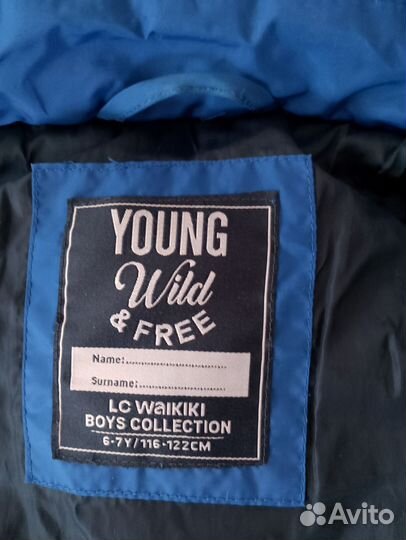 YOUNG
Wild
& FREE
Name:............................
Surname:........................
LC WAIKIKI
BOYS COLLECTION
6-7Y/116-122CM
Avito